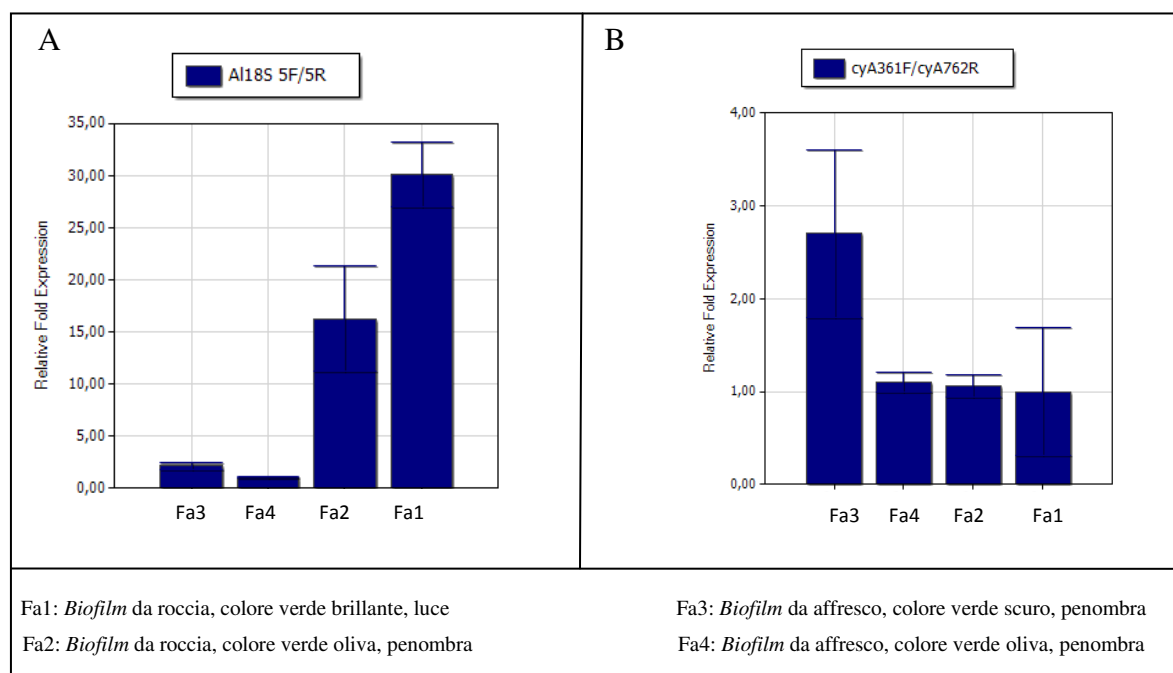 A
Al18S 5F/5R
Relative Fold Expression
35,00
30,00
25,00
20,00
15,00
10,00
5,00
0,00
Fa3 Fa4 Fa2 Fa1
B
cyA361F/cyA762R
Relative Fold Expression
4,00
3,00
2,00
1,00
0,00
Fa3 Fa4 Fa2 Fa1
Fa1: Biofilm da roccia, colore verde brillante, luce
Fa2: Biofilm da roccia, colore verde oliva, penombra
Fa3: Biofilm da affresco, colore verde scuro, penombra
Fa4: Biofilm da affresco, colore verde oliva, penombra